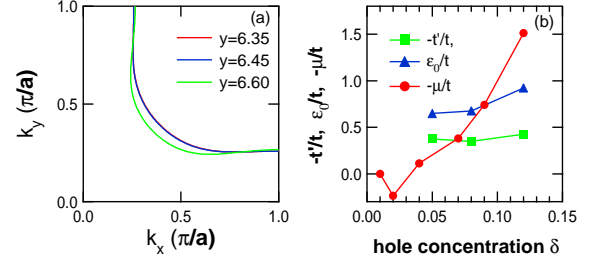 (a)
y=6.35
y=6.45
y=6.60
1.0
0.5
0.0
k_y (π/a)
0.0 0.5 1.0
k_x (π/a)
(b)
-t'/t,
ε₀/t
-μ/t
1.5
1.0
0.5
0.0
-t'/t, ε₀/t, -μ/t
0.00 0.05 0.10 0.15
hole concentration δ